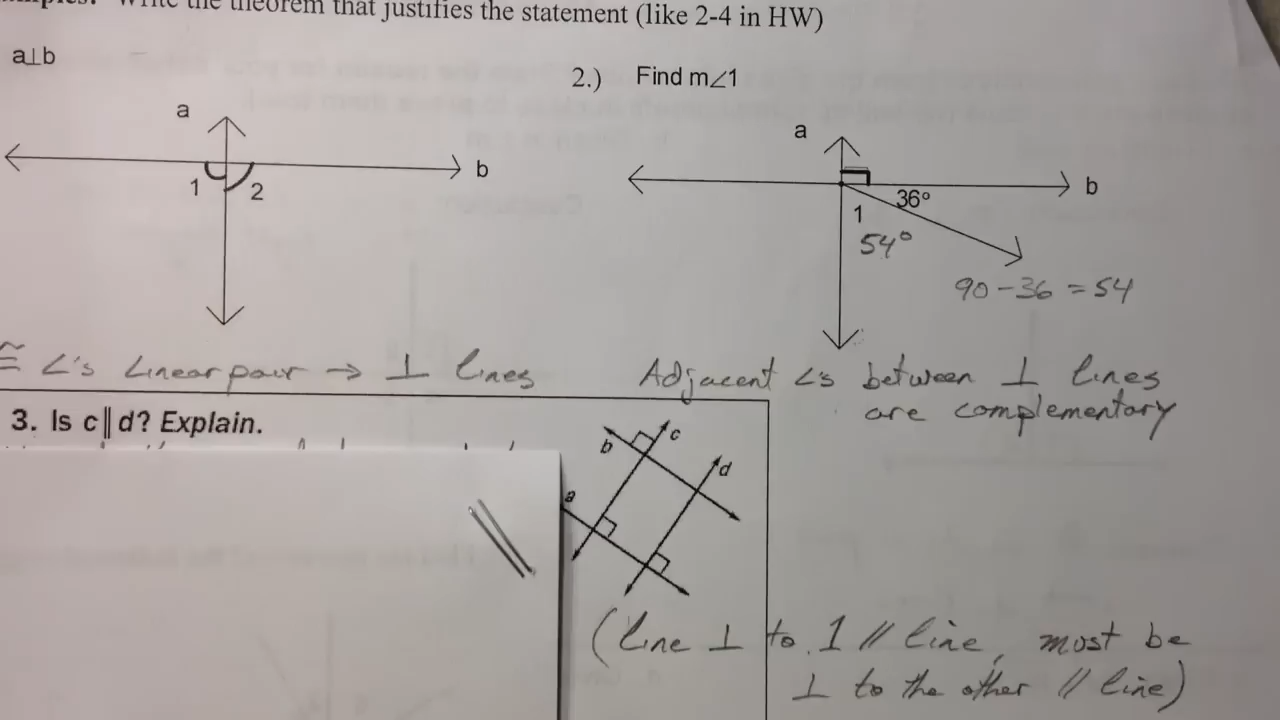 Write the theorem that justifies the statement (like 2-4 in HW)
a⊥b
2.) Find m∠1
a
b
1
2
a
b
36°
1
54°
90-36=54
≅ ∠'s Linear pair → ⊥ lines
Adjacent ∠s between ⊥ lines
are complementary
3. Is c∥d? Explain.
b
c
d
a
(line ⊥ to 1 // line, must be
⊥ to the other // line)